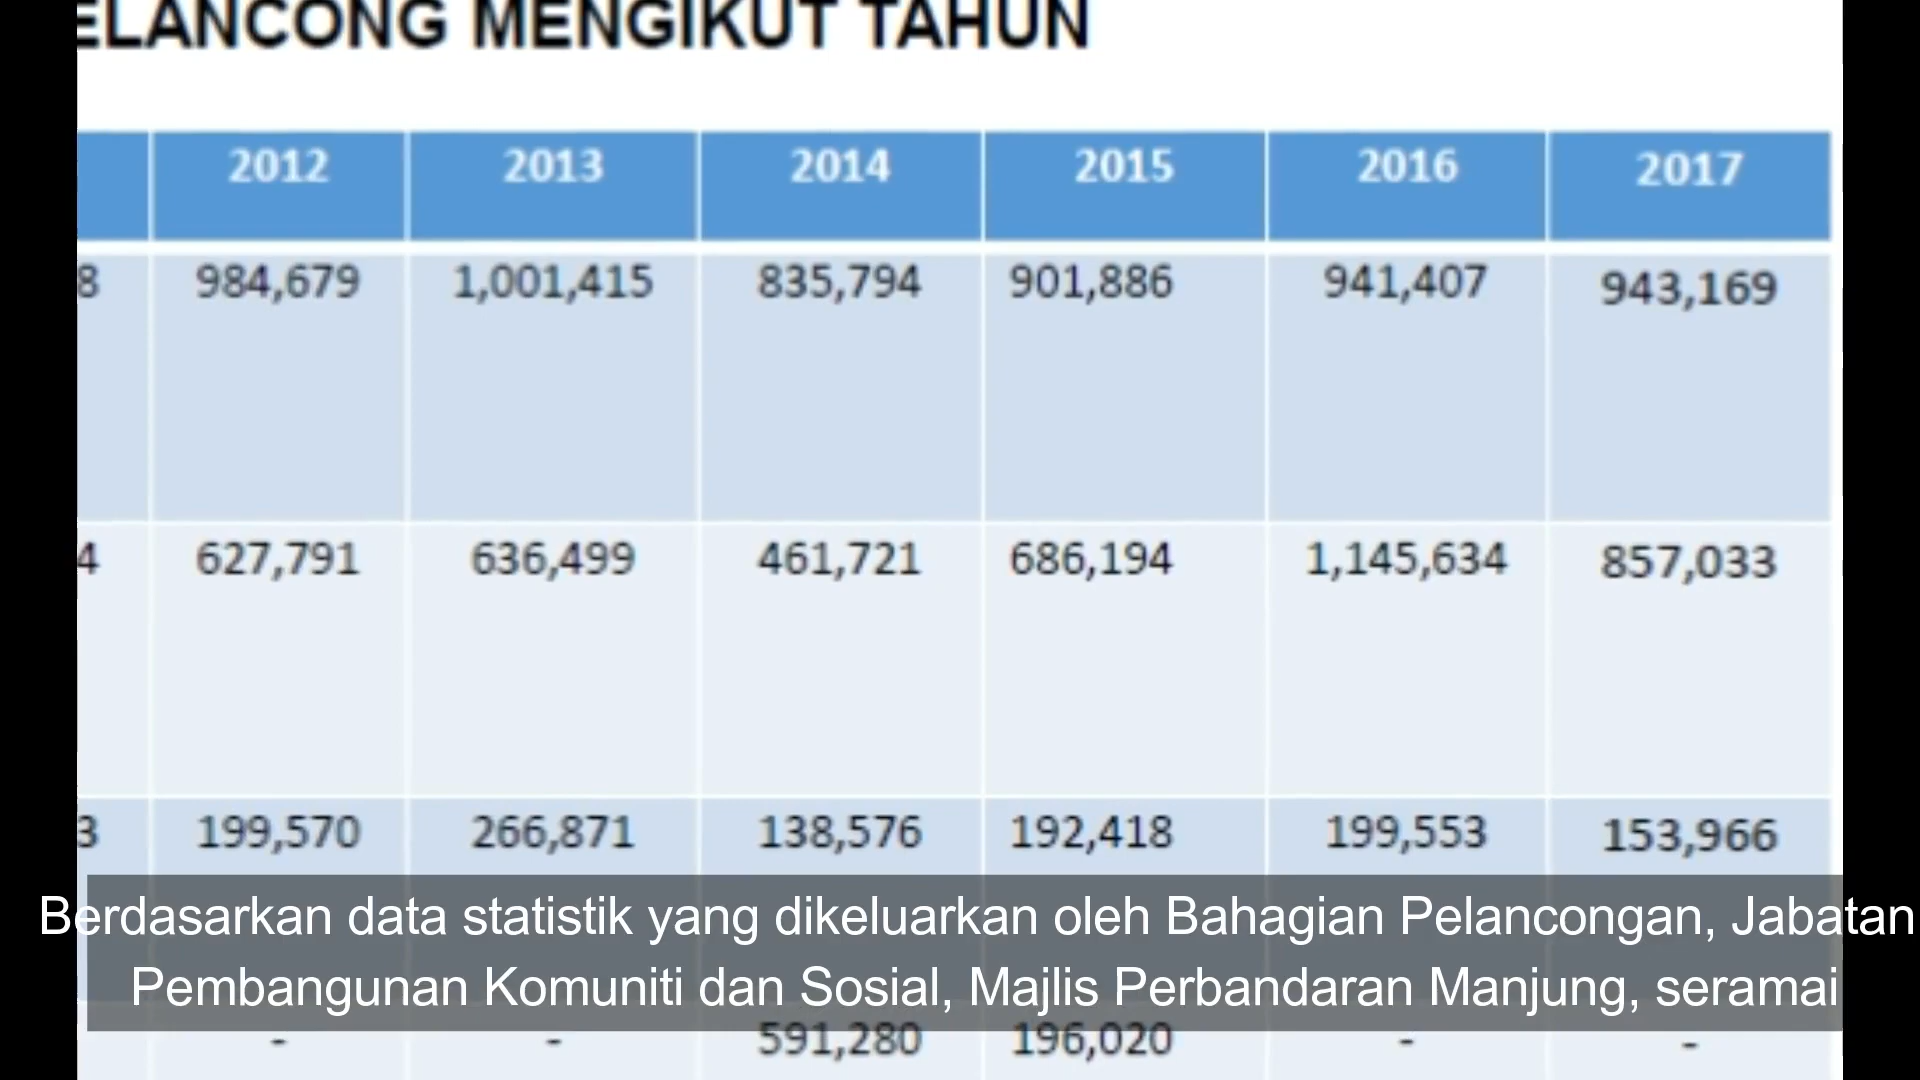 ELANCONG MENGIKUT TAHUN
2012 2013 2014 2015 2016 2017
8 984,679 1,001,415 835,794 901,886 941,407 943,169
4 627,791 636,499 461,721 686,194 1,145,634 857,033
3 199,570 266,871 138,576 192,418 199,553 153,966
Berdasarkan data statistik yang dikeluarkan oleh Bahagian Pelancongan, Jabatan
Pembangunan Komuniti dan Sosial, Majlis Perbandaran Manjung, seramai
- - 591,280 196,020 - -